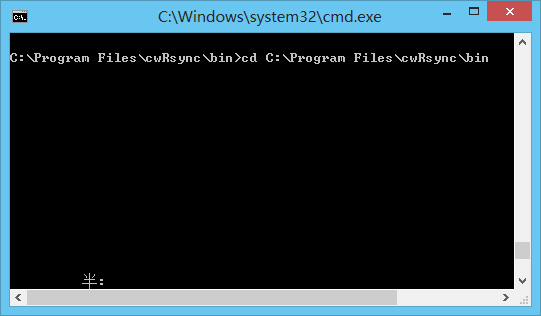 C:\Windows\system32\cmd.exe
C:\Program Files\cwRsync\bin>cd C:\Program Files\cwRsync\bin
半: